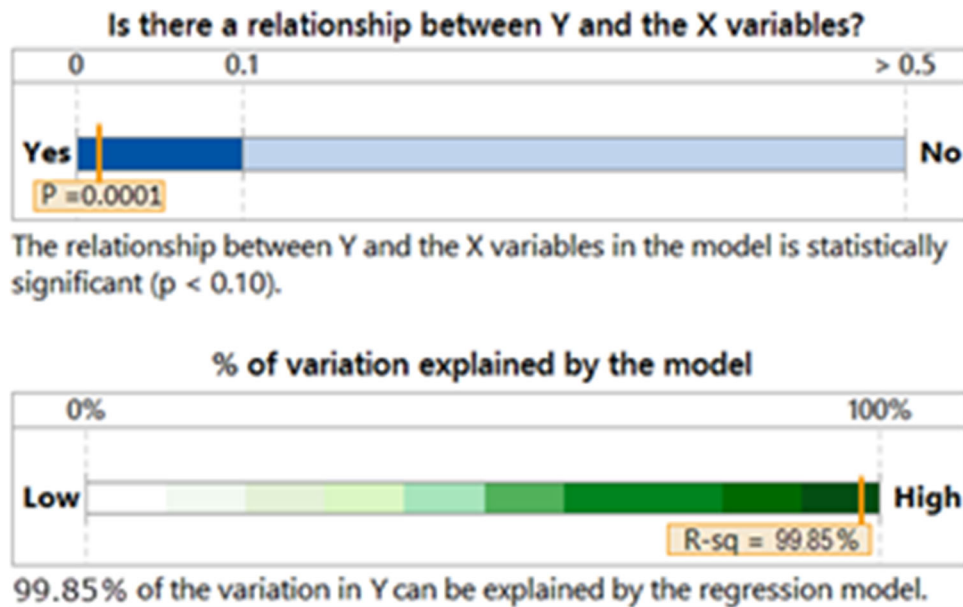 Is there a relationship between Y and the X variables?
0 0.1 > 0.5
Yes No
P =0.0001
The relationship between Y and the X variables in the model is statistically
significant (p < 0.10).
% of variation explained by the model
0% 100%
Low High
R-sq = 99.85%
99.85% of the variation in Y can be explained by the regression model.